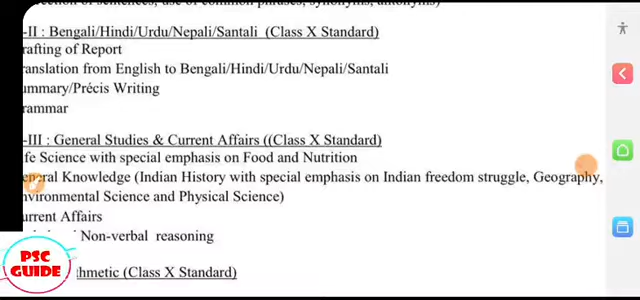 -II : Bengali/Hindi/Urdu/Nepali/Santali (Class X Standard)
rafting of Report
ranslation from English to Bengali/Hindi/Urdu/Nepali/Santali
ummary/Précis Writing
rammar
-III : General Studies & Current Affairs ((Class X Standard)
ife Science with special emphasis on Food and Nutrition
eneral Knowledge (Indian History with special emphasis on Indian freedom struggle, Geography,
nvironmental Science and Physical Science)
urrent Affairs
Non-verbal reasoning
thmetic (Class X Standard)
PSC
GUIDE